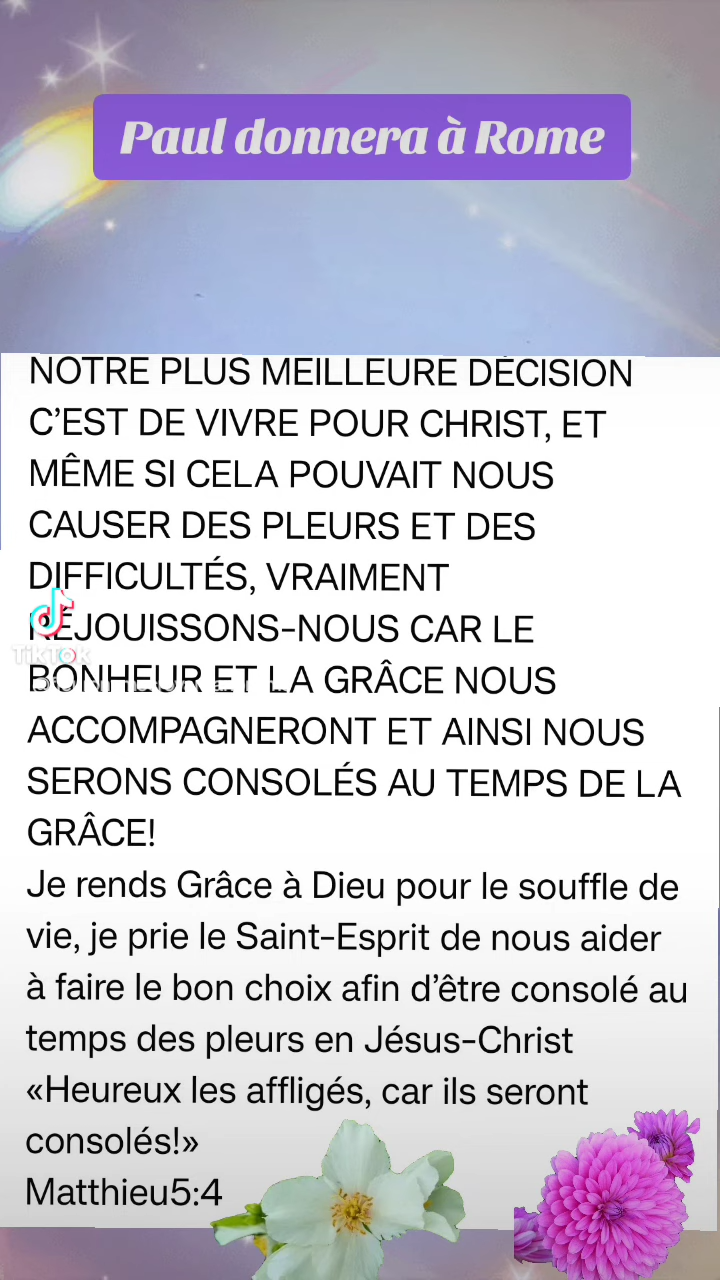 Paul donnera à Rome
NOTRE PLUS MEILLEURE DÉCISION
C’EST DE VIVRE POUR CHRIST, ET
MÊME SI CELA POUVAIT NOUS
CAUSER DES PLEURS ET DES
DIFFICULTÉS, VRAIMENT
RÉJOUISSONS-NOUS CAR LE
TikTok
BONHEUR ET LA GRÂCE NOUS
ACCOMPAGNERONT ET AINSI NOUS
SERONS CONSOLÉS AU TEMPS DE LA
GRÂCE!
Je rends Grâce à Dieu pour le souffle de
vie, je prie le Saint-Esprit de nous aider
à faire le bon choix afin d’être consolé au
temps des pleurs en Jésus-Christ
«Heureux les affligés, car ils seront
consolés!»
Matthieu5:4